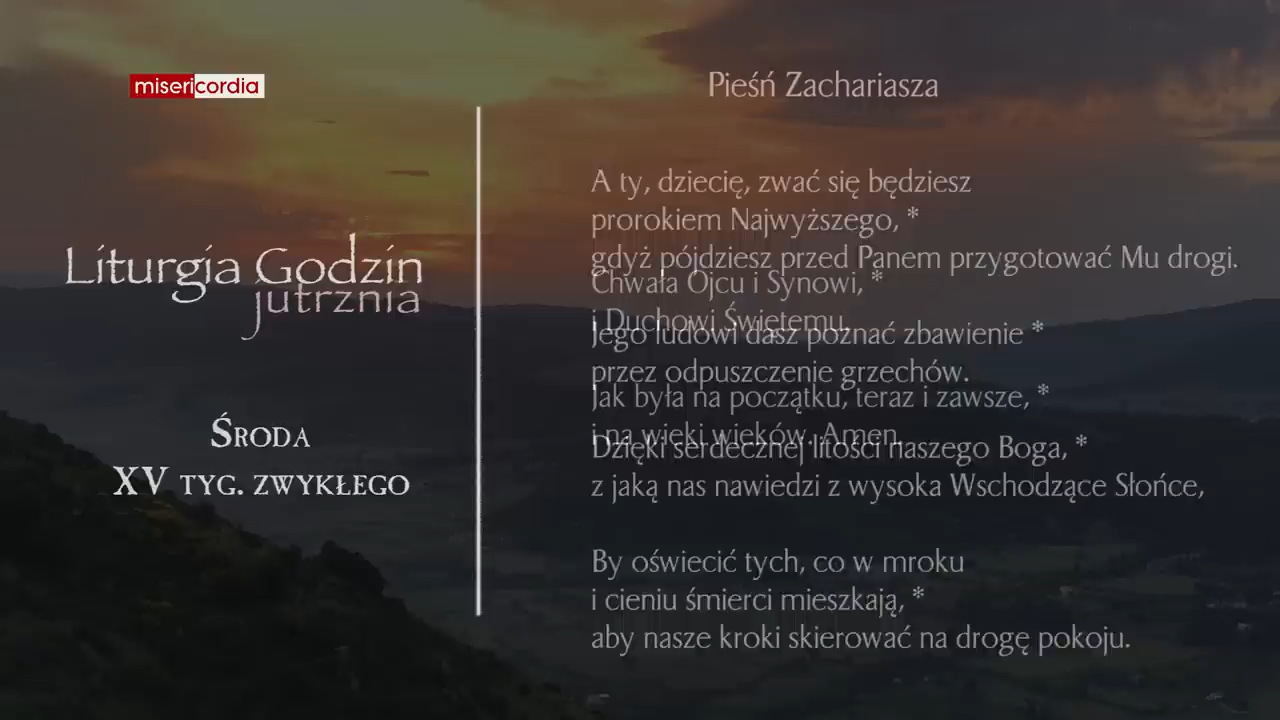 misericordia
Pieśń Zachariasza
Liturgia Godzin
jutrznia
Środa
XV tyg. zwykłego
A ty, dziecię, zwać się będziesz
prorokiem Najwyższego, *
gdyż pójdziesz przed Panem przygotować Mu drogi.
Chwała Ojcu i Synowi, *
i Duchowi Świętemu.
Jego ludowi dasz poznać zbawienie *
przez odpuszczenie grzechów.
Jak była na początku, teraz i zawsze, *
i na wieki wieków. Amen.
Dzięki serdecznej litości naszego Boga, *
z jaką nas nawiedzi z wysoka Wschodzące Słońce,
By oświecić tych, co w mroku
i cieniu śmierci mieszkają, *
aby nasze kroki skierować na drogę pokoju.